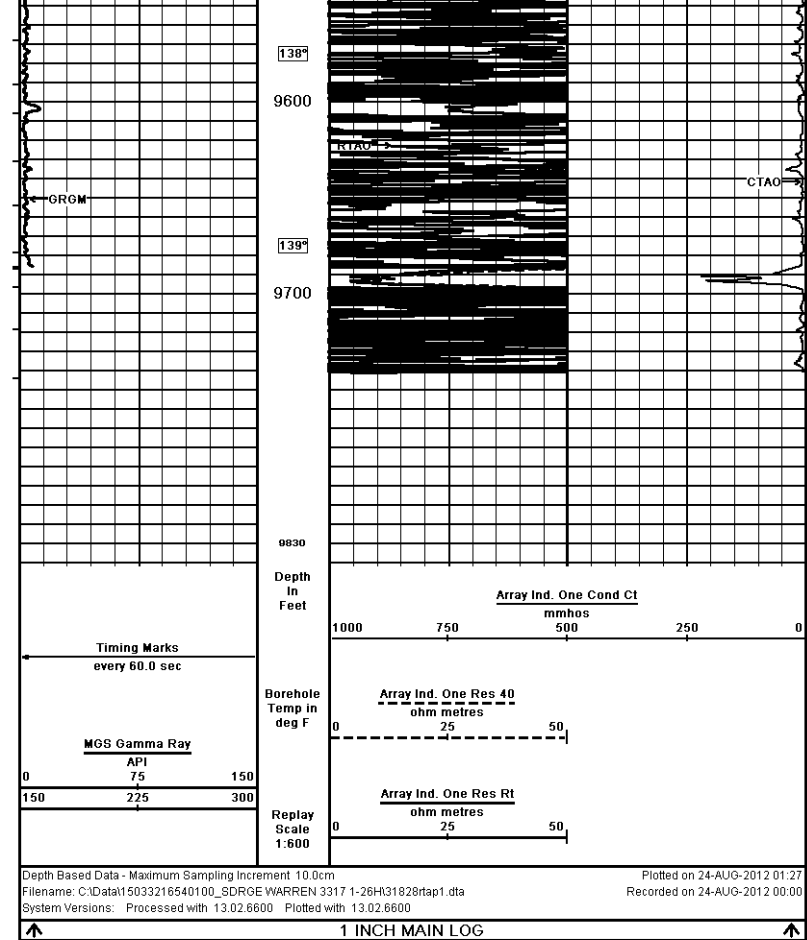 138°
9600
RTAO
CTAO
GRGM
139°
9700
9830
Depth
In
Feet
Array Ind. One Cond Ct
mmhos
1000 750 500 250 0
Timing Marks
every 60.0 sec
Borehole
Temp in
deg F
Array Ind. One Res 40
ohm metres
0 25 50
MGS Gamma Ray
API
0 75 150
150 225 300
Array Ind. One Res Rt
ohm metres
0 25 50
Replay
Scale
1:600
Depth Based Data - Maximum Sampling Increment 10.0cm
Plotted on 24-AUG-2012 01:27
Filename: C:\Data\15033216540100_SDRGE WARREN 3317 1-26H\31828rtap1.dta
Recorded on 24-AUG-2012 00:00
System Versions: Processed with 13.02.6600 Plotted with 13.02.6600
1 INCH MAIN LOG